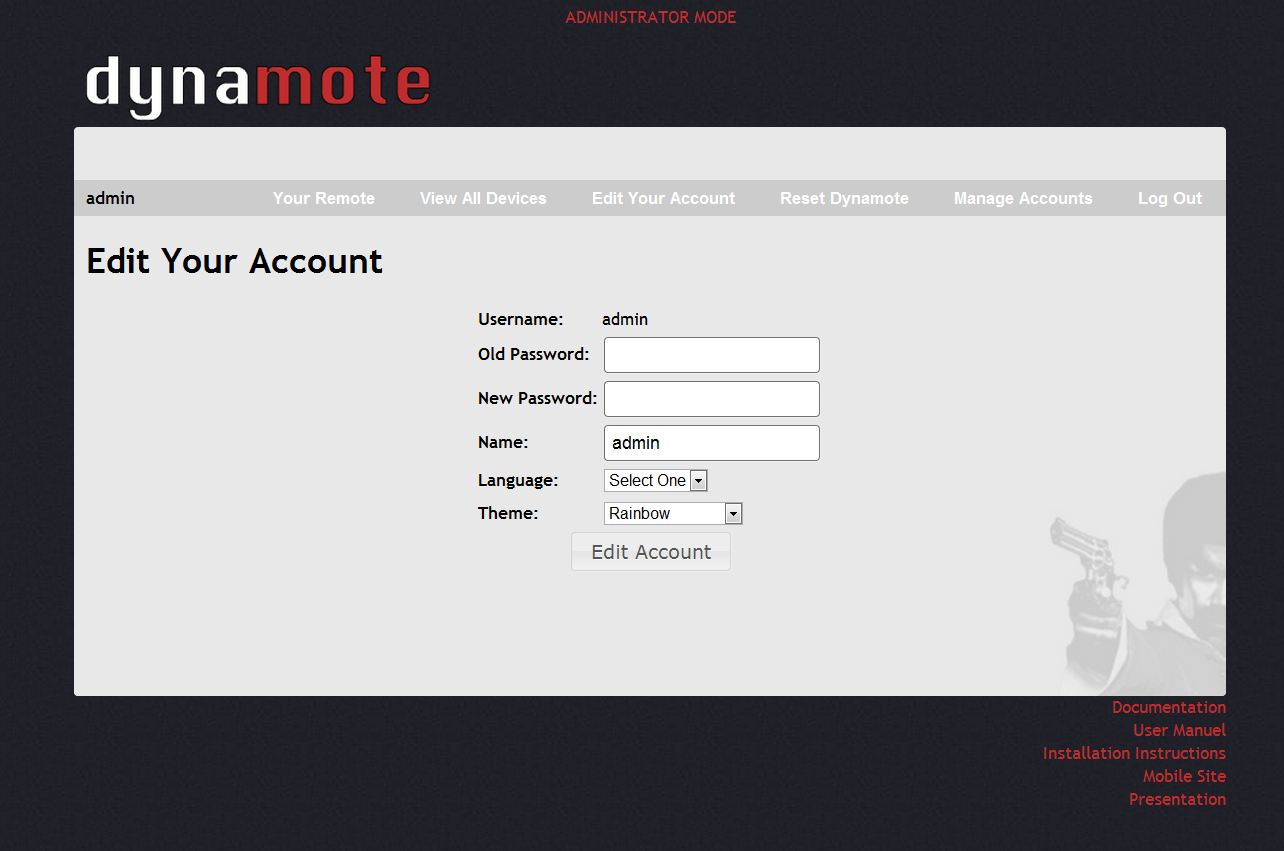 ADMINISTRATOR MODE
dynamote
admin Your Remote View All Devices Edit Your Account Reset Dynamote Manage Accounts Log Out
Edit Your Account
Username: admin
Old Password:
New Password:
Name: admin
Language: Select One
Theme: Rainbow
Edit Account
Documentation
User Manuel
Installation Instructions
Mobile Site
Presentation